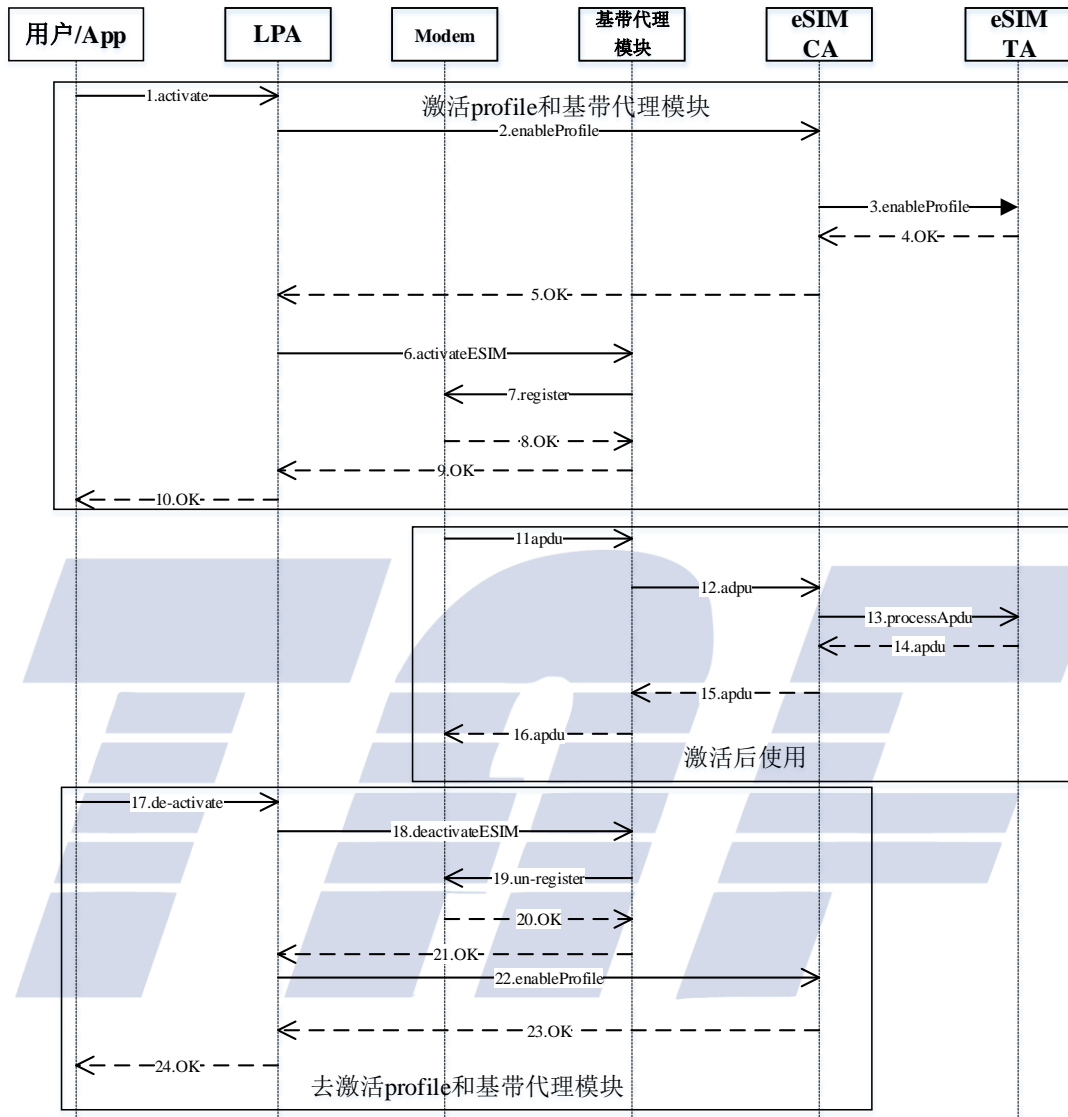 用户/App
LPA
Modem
基带代理
模块
eSIM
CA
eSIM
TA
1.activate
激活profile和基带代理模块
2.enableProfile
3.enableProfile
4.OK
5.OK
6.activateESIM
7.register
8.OK
9.OK
10.OK
11apdu
12.adpu
13.processApdu
14.apdu
15.apdu
16.apdu
激活后使用
17.de-activate
18.deactivateESIM
19.un-register
20.OK
21.OK
22.enableProfile
23.OK
24.OK
去激活profile和基带代理模块
TAF